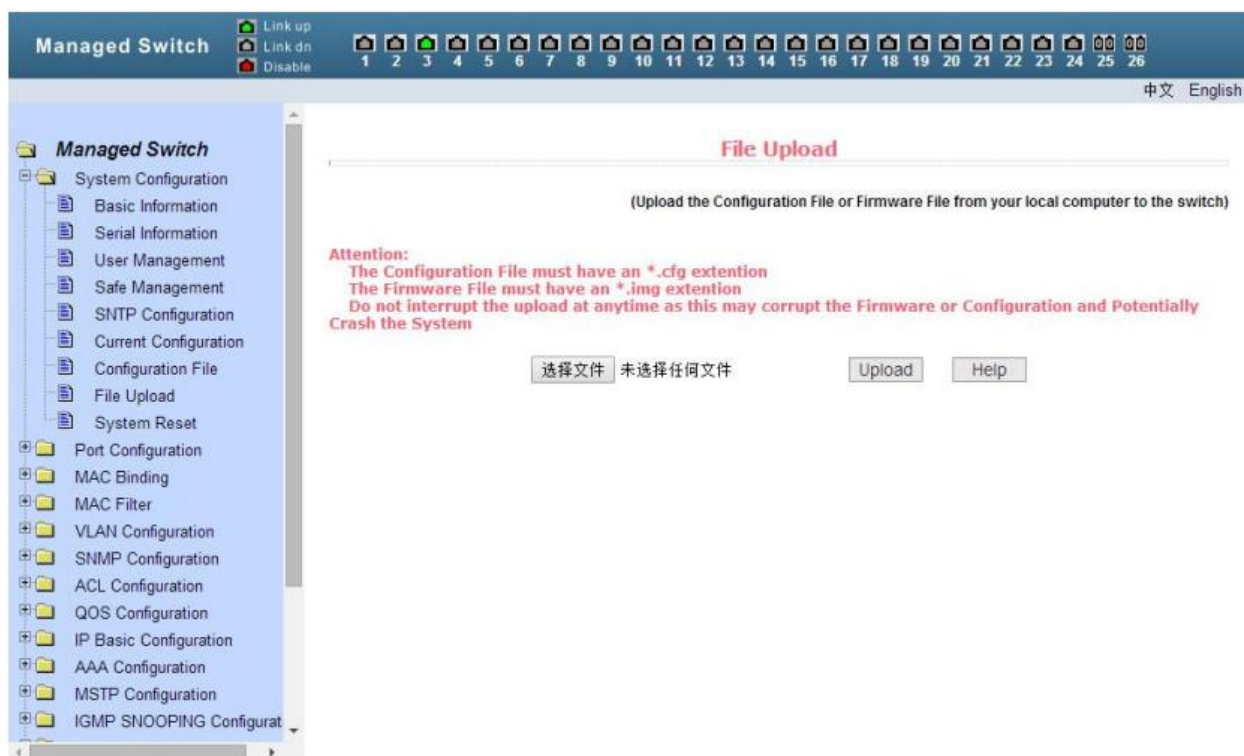 Managed Switch
Link up
Link dn
Disable
1 2 3 4 5 6 7 8 9 10 11 12 13 14 15 16 17 18 19 20 21 22 23 24 25 26
中文 English
Managed Switch
System Configuration
Basic Information
Serial Information
User Management
Safe Management
SNTP Configuration
Current Configuration
Configuration File
File Upload
System Reset
Port Configuration
MAC Binding
MAC Filter
VLAN Configuration
SNMP Configuration
ACL Configuration
QOS Configuration
IP Basic Configuration
AAA Configuration
MSTP Configuration
IGMP SNOOPING Configurat
File Upload
(Upload the Configuration File or Firmware File from your local computer to the switch)
Attention:
The Configuration File must have an *.cfg extention
The Firmware File must have an *.img extention
Do not interrupt the upload at anytime as this may corrupt the Firmware or Configuration and Potentially
Crash the System
选择文件 未选择任何文件 Upload Help